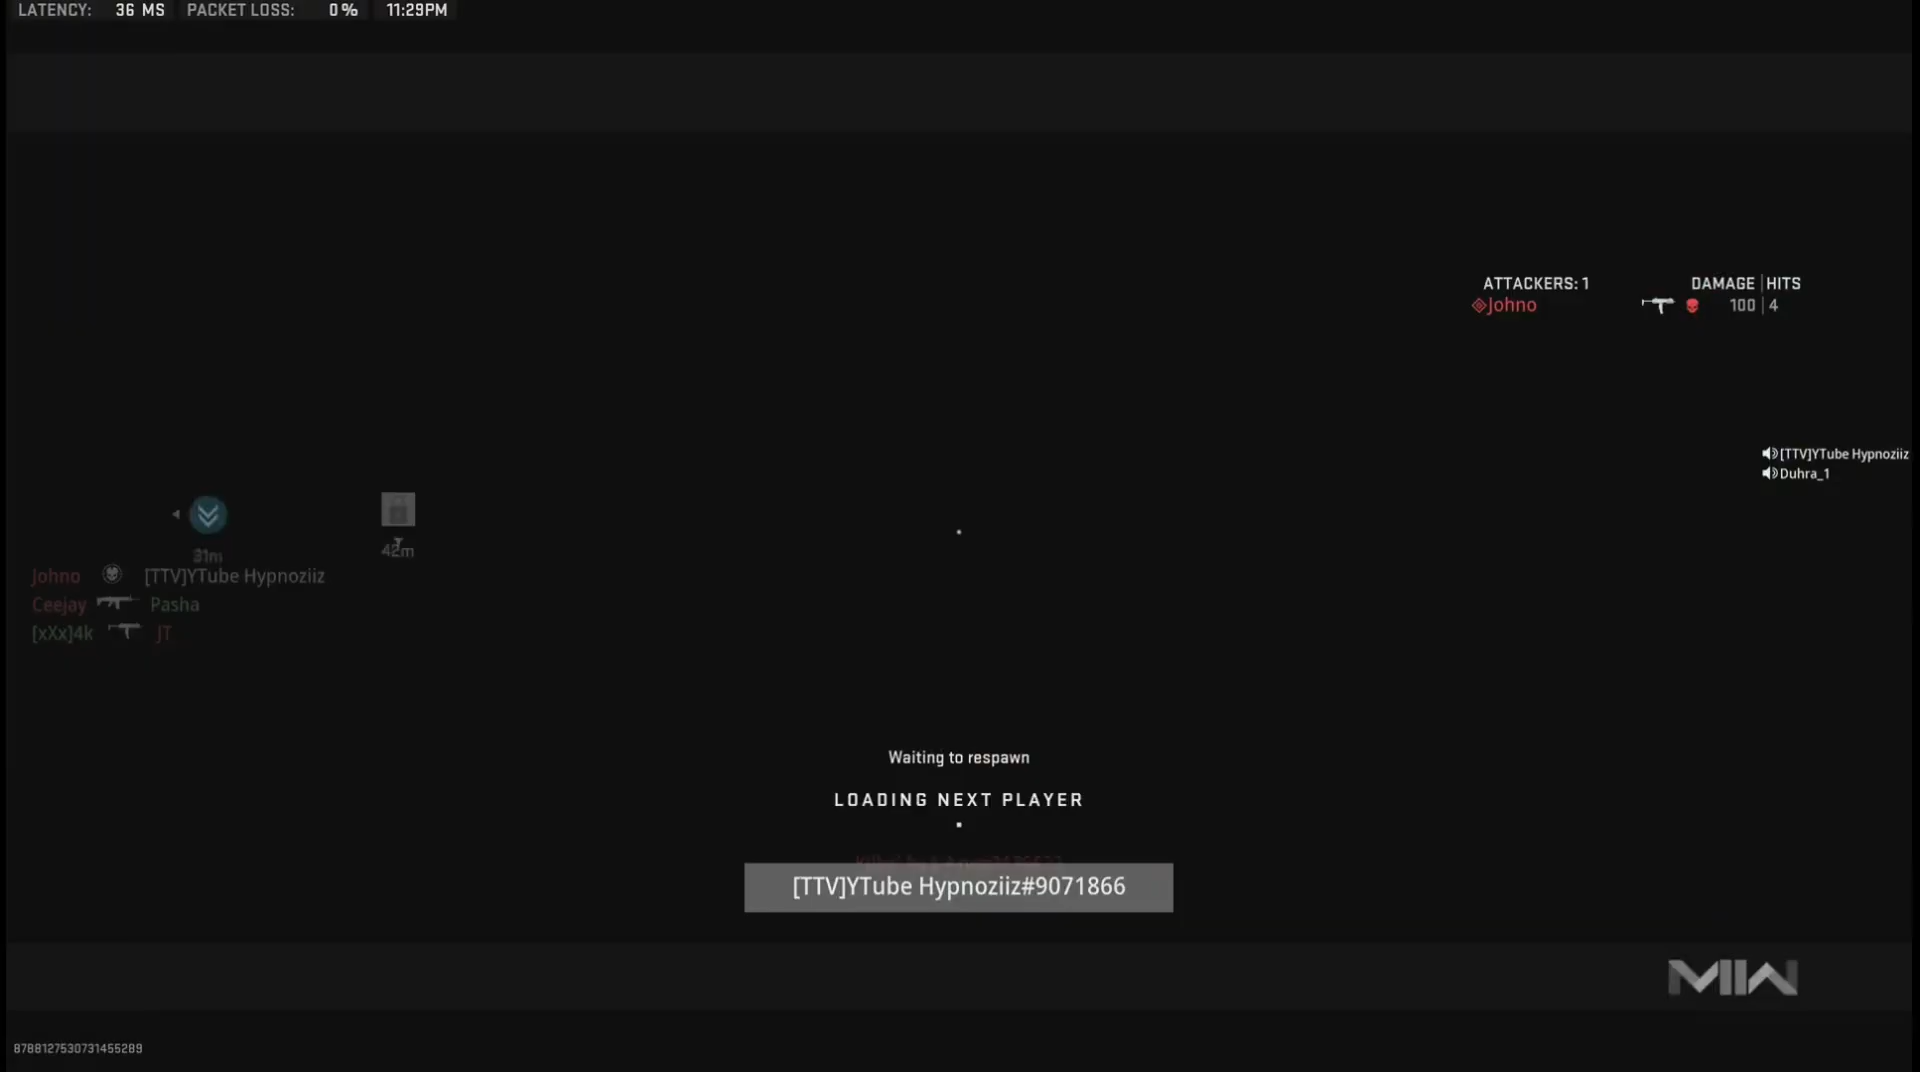 LATENCY: 36 MS PACKET LOSS: 0% 11:29PM
ATTACKERS: 1 DAMAGE HITS
Johno 100 4
[TTV]YTube Hypnoziiz
Duhra_1
31m
42m
Johno [TTV]YTube Hypnoziiz
Ceejay Pasha
[xXx]4k JT
Waiting to respawn
LOADING NEXT PLAYER
[TTV]YTube Hypnoziiz#9071866
MW
8788127530731455289